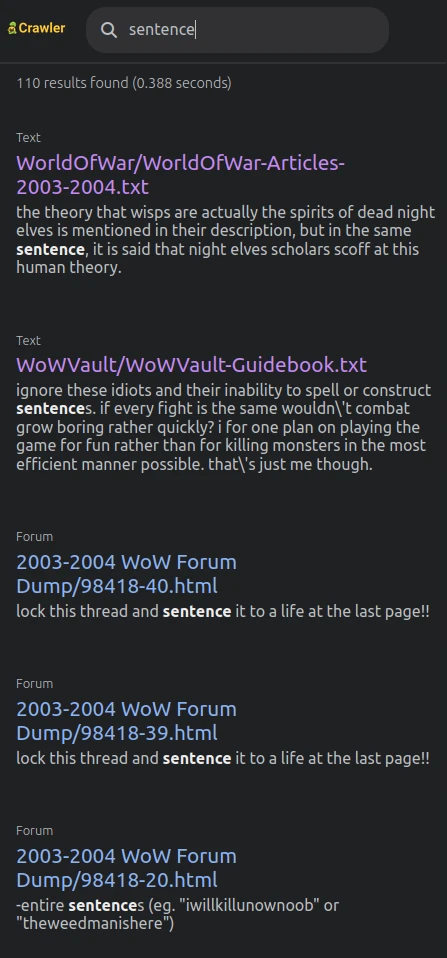 Crawler
sentence
110 results found (0.388 seconds)
Text
WorldOfWar/WorldOfWar-Articles-
2003-2004.txt
the theory that wisps are actually the spirits of dead night
elves is mentioned in their description, but in the same
sentence, it is said that night elves scholars scoff at this
human theory.
Text
WoWVault/WoWVault-Guidebook.txt
ignore these idiots and their inability to spell or construct
sentences. if every fight is the same wouldn\'t combat
grow boring rather quickly? i for one plan on playing the
game for fun rather than for killing monsters in the most
efficient manner possible. that\'s just me though.
Forum
2003-2004 WoW Forum
Dump/98418-40.html
lock this thread and sentence it to a life at the last page!!
Forum
2003-2004 WoW Forum
Dump/98418-39.html
lock this thread and sentence it to a life at the last page!!
Forum
2003-2004 WoW Forum
Dump/98418-20.html
-entire sentences (eg. "iwillkillunownoob" or
"theweedmanishere")